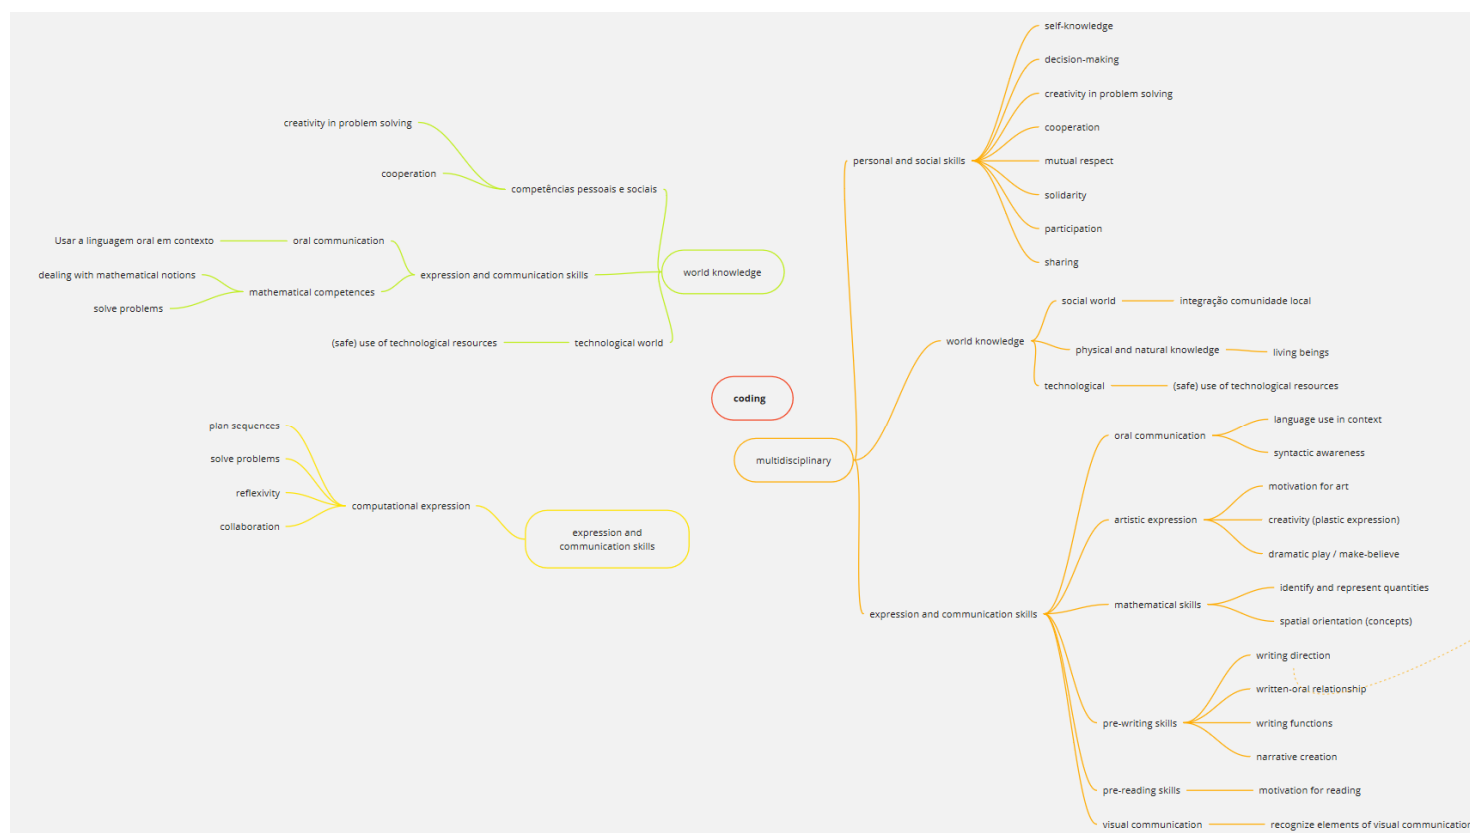 self-knowledge
decision-making
creativity in problem solving
cooperation
personal and social skills
mutual respect
solidarity
participation
sharing
creativity in problem solving
cooperation
competências pessoais e sociais
Usar a linguagem oral em contexto
oral communication
dealing with mathematical notions
expression and communication skills
mathematical competences
solve problems
world knowledge
(safe) use of technological resources
technological world
social world
integração comunidade local
world knowledge
physical and natural knowledge
living beings
technological
(safe) use of technological resources
coding
multidisciplinary
plan sequences
solve problems
reflexivity
collaboration
computational expression
expression and
communication skills
oral communication
language use in context
syntactic awareness
motivation for art
artistic expression
creativity (plastic expression)
dramatic play / make-believe
identify and represent quantities
mathematical skills
spatial orientation (concepts)
expression and communication skills
writing direction
written-oral relationship
pre-writing skills
writing functions
narrative creation
pre-reading skills
motivation for reading
visual communication
recognize elements of visual communication